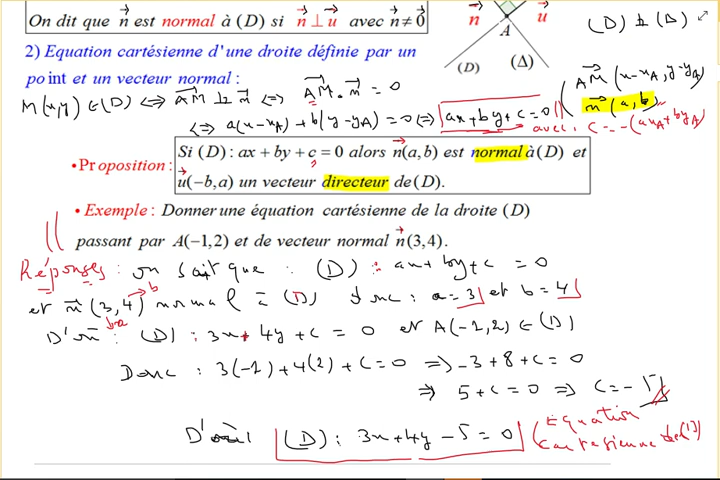 On dit que n⃗ est normal à (D) si n⃗ ⊥ u⃗ avec n⃗ ≠ 0⃗
n⃗ A u⃗
(D) (Δ)
(D) ⊥ (Δ)
2) Equation cartésienne d'une droite définie par un
point et un vecteur normal :
AM⃗ (x-xA, y-yA)
n⃗ (a, b)
M(x,y) ∈ (D) ⟺ AM⃗ ⊥ n⃗ ⟺ AM⃗ . n⃗ = 0
⟺ a(x-xA) + b(y-yA) = 0 ⟺ ax+by+c=0
avec : c = -(axA+byA)
•Proposition: Si (D) : ax + by + c = 0 alors n⃗(a,b) est normal à (D) et
u⃗(-b,a) un vecteur directeur de (D).
•Exemple : Donner une équation cartésienne de la droite (D)
passant par A(-1,2) et de vecteur normal n⃗(3,4).
Réponses : on sait que : (D) : ax+by+c = 0
et n⃗(3,4) → b normal à (D) donc : a=3 et b=4
→a
D'où : (D) : 3x+4y+c = 0 et A(-1,2) ∈ (D)
Donc : 3(-1)+4(2)+c=0 ⟹ -3+8+c=0
⟹ 5+c=0 ⟹ c=-5
D'où (D) : 3x+4y-5=0 (Equation
cartesienne de (D))